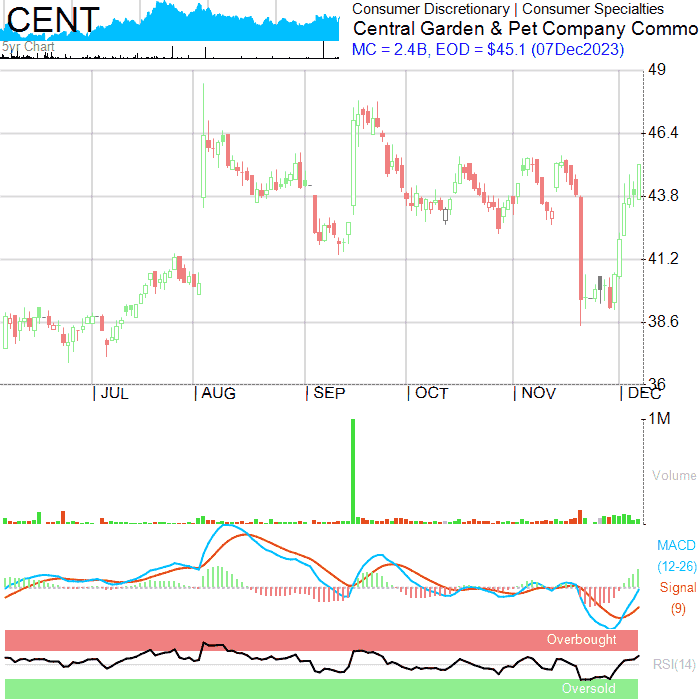 CENT
5yr Chart
Consumer Discretionary | Consumer Specialties
Central Garden & Pet Company Commo
MC = 2.4B, EOD = $45.1 (07Dec2023)
49
46.4
43.8
41.2
38.6
36
JUL
AUG
SEP
OCT
NOV
DEC
1M
Volume
MACD
(12-26)
Signal
(9)
Overbought
RSI(14)
Oversold